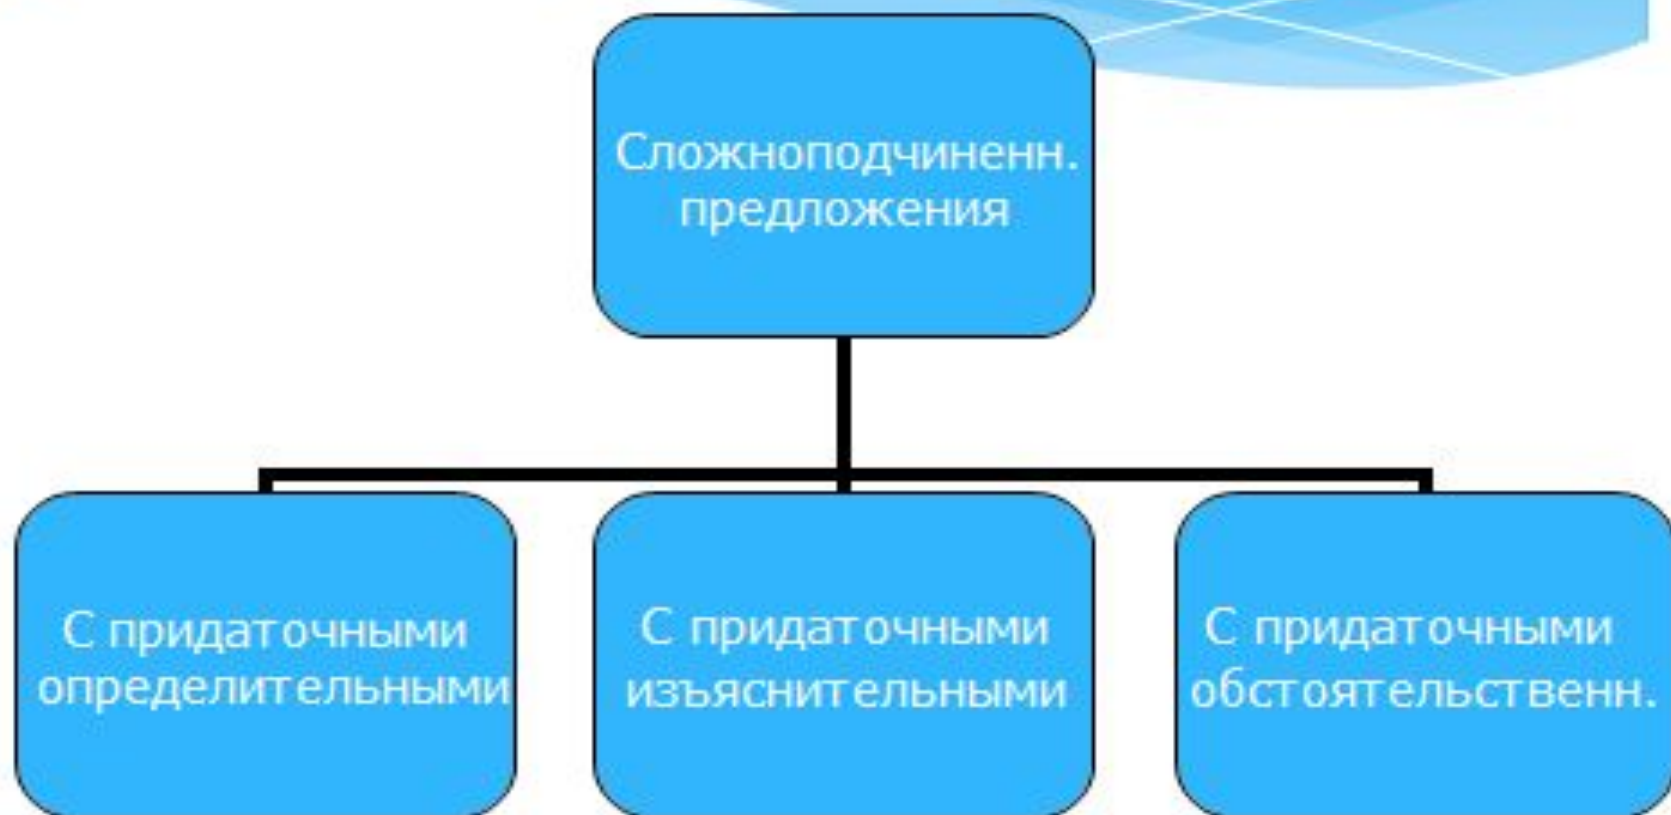 Сложноподчиненн.
предложения
С придаточными
определительными
С придаточными
изъяснительными
С придаточными
обстоятельственн.